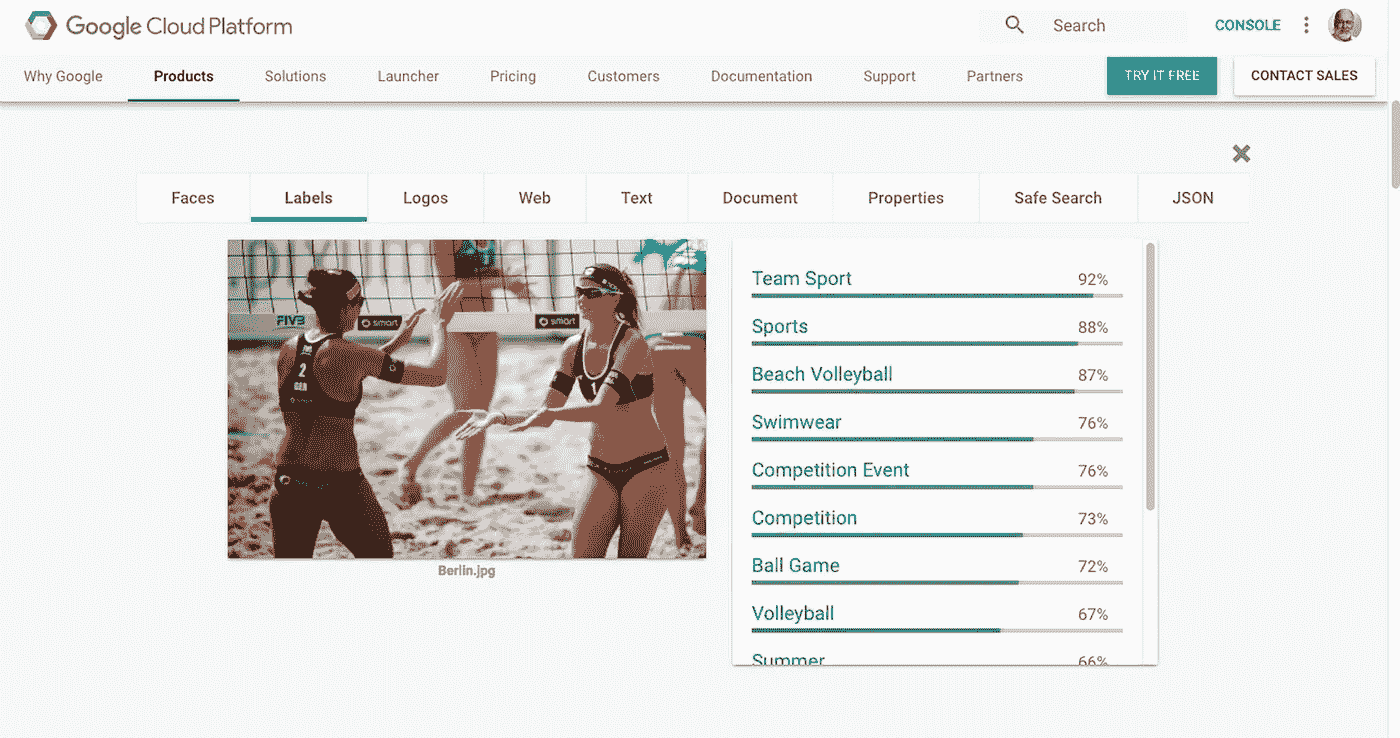 Google Cloud Platform
Search
CONSOLE
Why Google Products Solutions Launcher Pricing Customers Documentation Support Partners
TRY IT FREE
CONTACT SALES
Faces Labels Logos Web Text Document Properties Safe Search JSON
FIVB
smart
smart
2
GER
1
Berlin.jpg
Team Sport 92%
Sports 88%
Beach Volleyball 87%
Swimwear 76%
Competition Event 76%
Competition 73%
Ball Game 72%
Volleyball 67%
Summer 66%